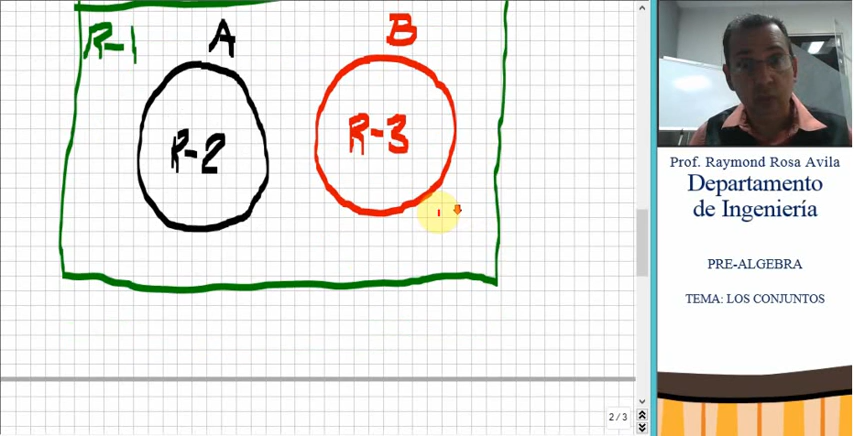 A
B
R-1
R-2
R-3
Prof. Raymond Rosa Avila
Departamento
de Ingeniería
PRE-ALGEBRA
TEMA: LOS CONJUNTOS
2/3